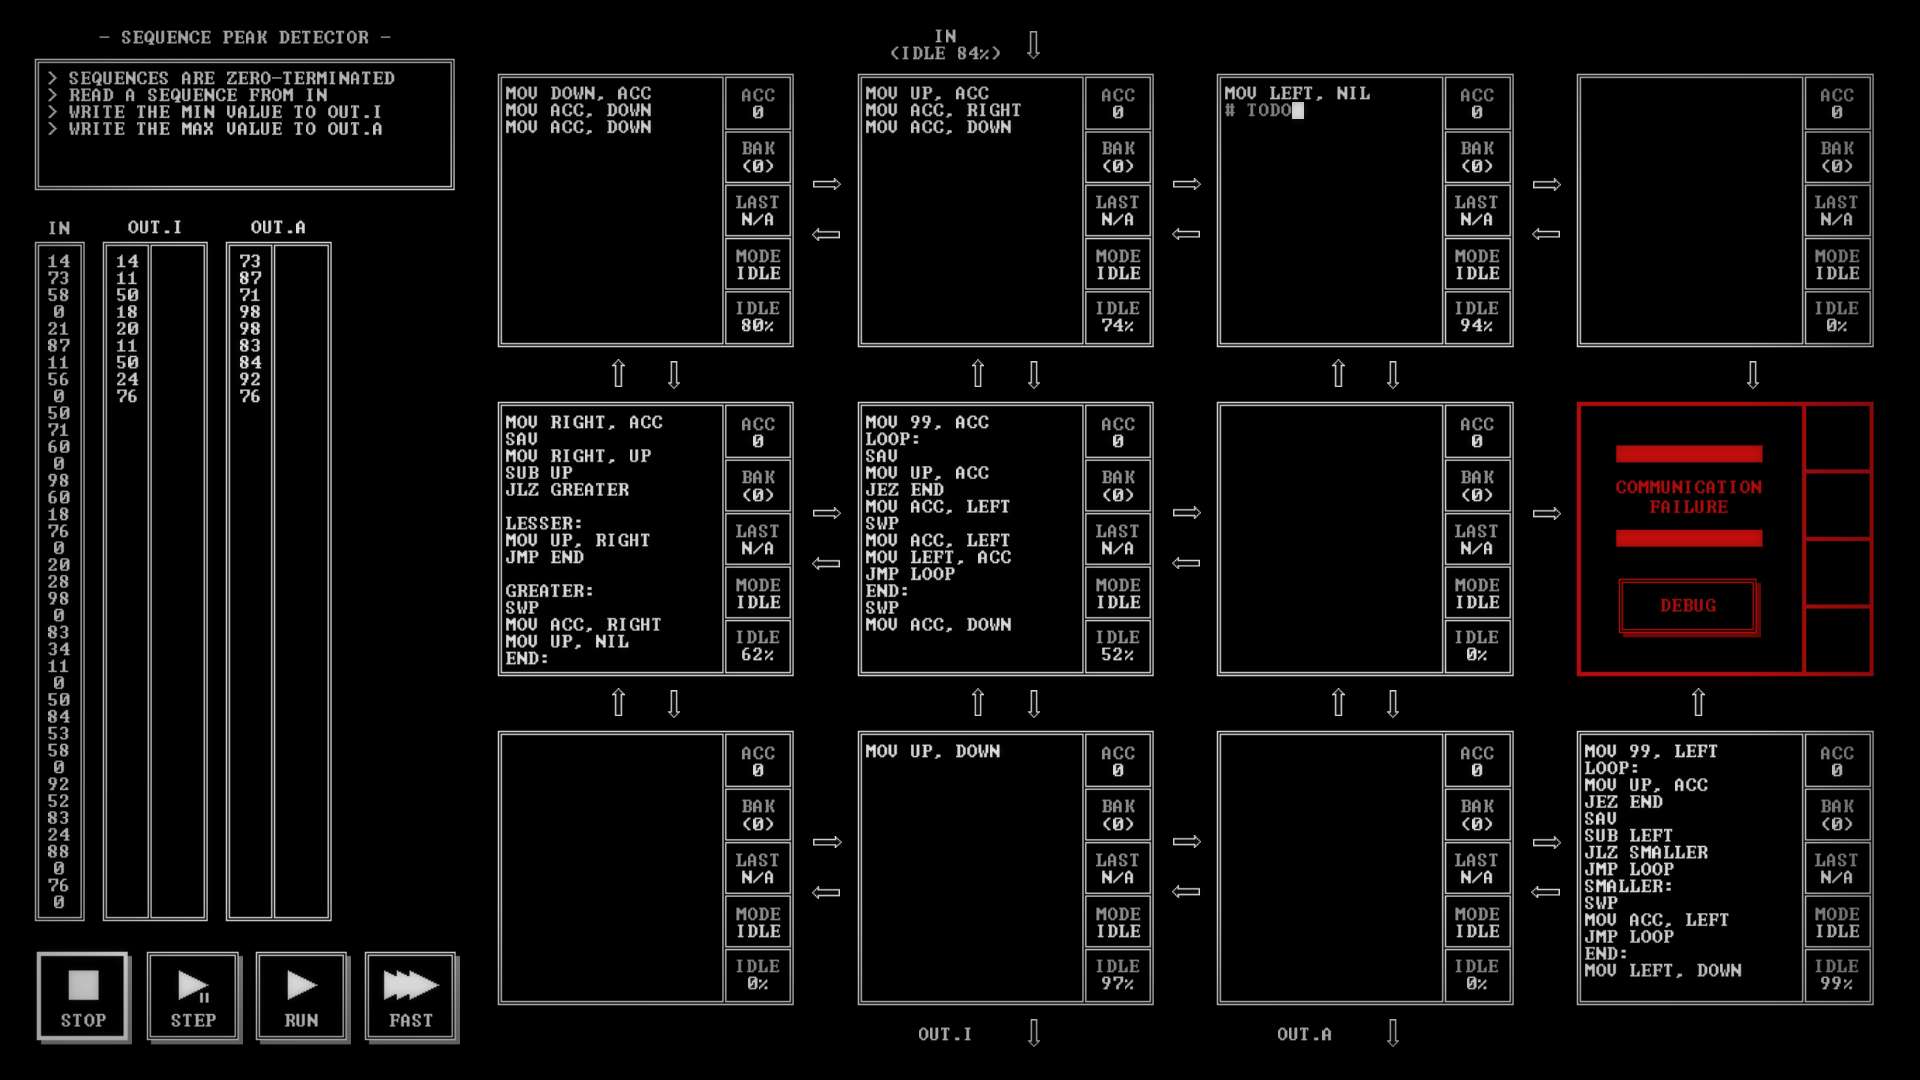 - SEQUENCE PEAK DETECTOR -
> SEQUENCES ARE ZERO-TERMINATED
> READ A SEQUENCE FROM IN
> WRITE THE MIN VALUE TO OUT.I
> WRITE THE MAX VALUE TO OUT.A
IN OUT.I OUT.A
14 14 73
73 11 87
58 50 71
0 18 98
21 20 98
87 11 83
11 50 84
56 24 92
0 76 76
50
71
60
0
98
60
18
76
0
20
28
98
0
83
34
11
0
50
84
53
58
0
92
52
83
24
88
0
76
0
STOP
STEP
RUN
FAST
IN
(IDLE 84%)
MOV DOWN, ACC
MOV ACC, DOWN
MOV ACC, DOWN
ACC
0
BAK
(0)
LAST
N/A
MODE
IDLE
IDLE
80%
MOV UP, ACC
MOV ACC, RIGHT
MOV ACC, DOWN
ACC
0
BAK
(0)
LAST
N/A
MODE
IDLE
IDLE
74%
MOV LEFT, NIL
# TODO
ACC
0
BAK
(0)
LAST
N/A
MODE
IDLE
IDLE
94%
ACC
0
BAK
(0)
LAST
N/A
MODE
IDLE
IDLE
0%
MOV RIGHT, ACC
SAV
MOV RIGHT, UP
SUB UP
JLZ GREATER
LESSER:
MOV UP, RIGHT
JMP END
GREATER:
SWP
MOV ACC, RIGHT
MOV UP, NIL
END:
ACC
0
BAK
(0)
LAST
N/A
MODE
IDLE
IDLE
62%
MOV 99, ACC
LOOP:
SAV
MOV UP, ACC
JEZ END
MOV ACC, LEFT
SWP
MOV ACC, LEFT
MOV LEFT, ACC
JMP LOOP
END:
SWP
MOV ACC, DOWN
ACC
0
BAK
(0)
LAST
N/A
MODE
IDLE
IDLE
52%
ACC
0
BAK
(0)
LAST
N/A
MODE
IDLE
IDLE
0%
COMMUNICATION
FAILURE
DEBUG
ACC
0
BAK
(0)
LAST
N/A
MODE
IDLE
IDLE
0%
MOV UP, DOWN
ACC
0
BAK
(0)
LAST
N/A
MODE
IDLE
IDLE
97%
ACC
0
BAK
(0)
LAST
N/A
MODE
IDLE
IDLE
0%
MOV 99, LEFT
LOOP:
MOV UP, ACC
JEZ END
SAV
SUB LEFT
JLZ SMALLER
JMP LOOP
SMALLER:
SWP
MOV ACC, LEFT
JMP LOOP
END:
MOV LEFT, DOWN
ACC
0
BAK
(0)
LAST
N/A
MODE
IDLE
IDLE
99%
OUT.I
OUT.A